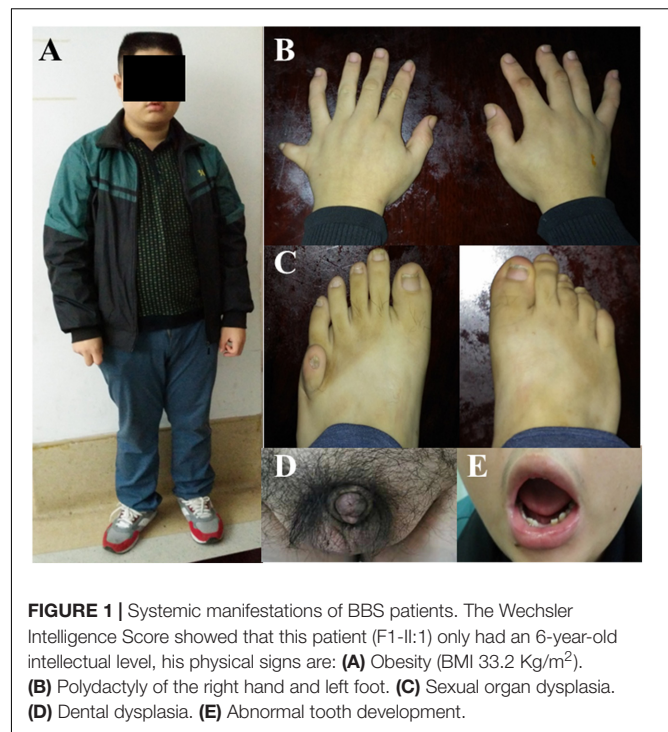 A
B
C
D
E
FIGURE 1 | Systemic manifestations of BBS patients. The Wechsler
Intelligence Score showed that this patient (F1-II:1) only had an 6-year-old
intellectual level, his physical signs are: (A) Obesity (BMI 33.2 Kg/m²).
(B) Polydactyly of the right hand and left foot. (C) Sexual organ dysplasia.
(D) Dental dysplasia. (E) Abnormal tooth development.